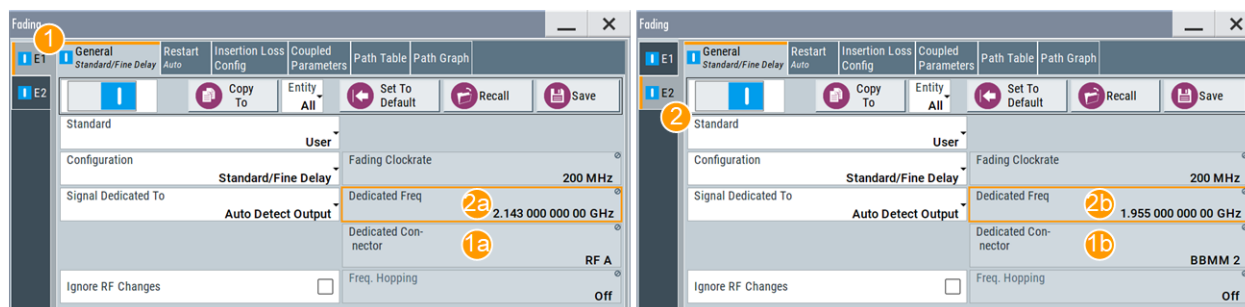 Fading
1
E1
E2
General
Standard/Fine Delay
Restart
Auto
Insertion Loss
Config
Coupled
Parameters
Path Table
Path Graph
Copy
To
Entity
All
Set To
Default
Recall
Save
Standard
User
Configuration
Standard/Fine Delay
Fading Clockrate
200 MHz
Signal Dedicated To
Auto Detect Output
Dedicated Freq
2a
2.143 000 000 00 GHz
Dedicated Con-
nector
1a
RF A
Ignore RF Changes
Freq. Hopping
Off
Fading
E1
E2
2
General
Standard/Fine Delay
Restart
Auto
Insertion Loss
Config
Coupled
Parameters
Path Table
Path Graph
Copy
To
Entity
All
Set To
Default
Recall
Save
Standard
User
Configuration
Standard/Fine Delay
Fading Clockrate
200 MHz
Signal Dedicated To
Auto Detect Output
Dedicated Freq
2b
1.955 000 000 00 GHz
Dedicated Con-
nector
1b
BBMM 2
Ignore RF Changes
Freq. Hopping
Off